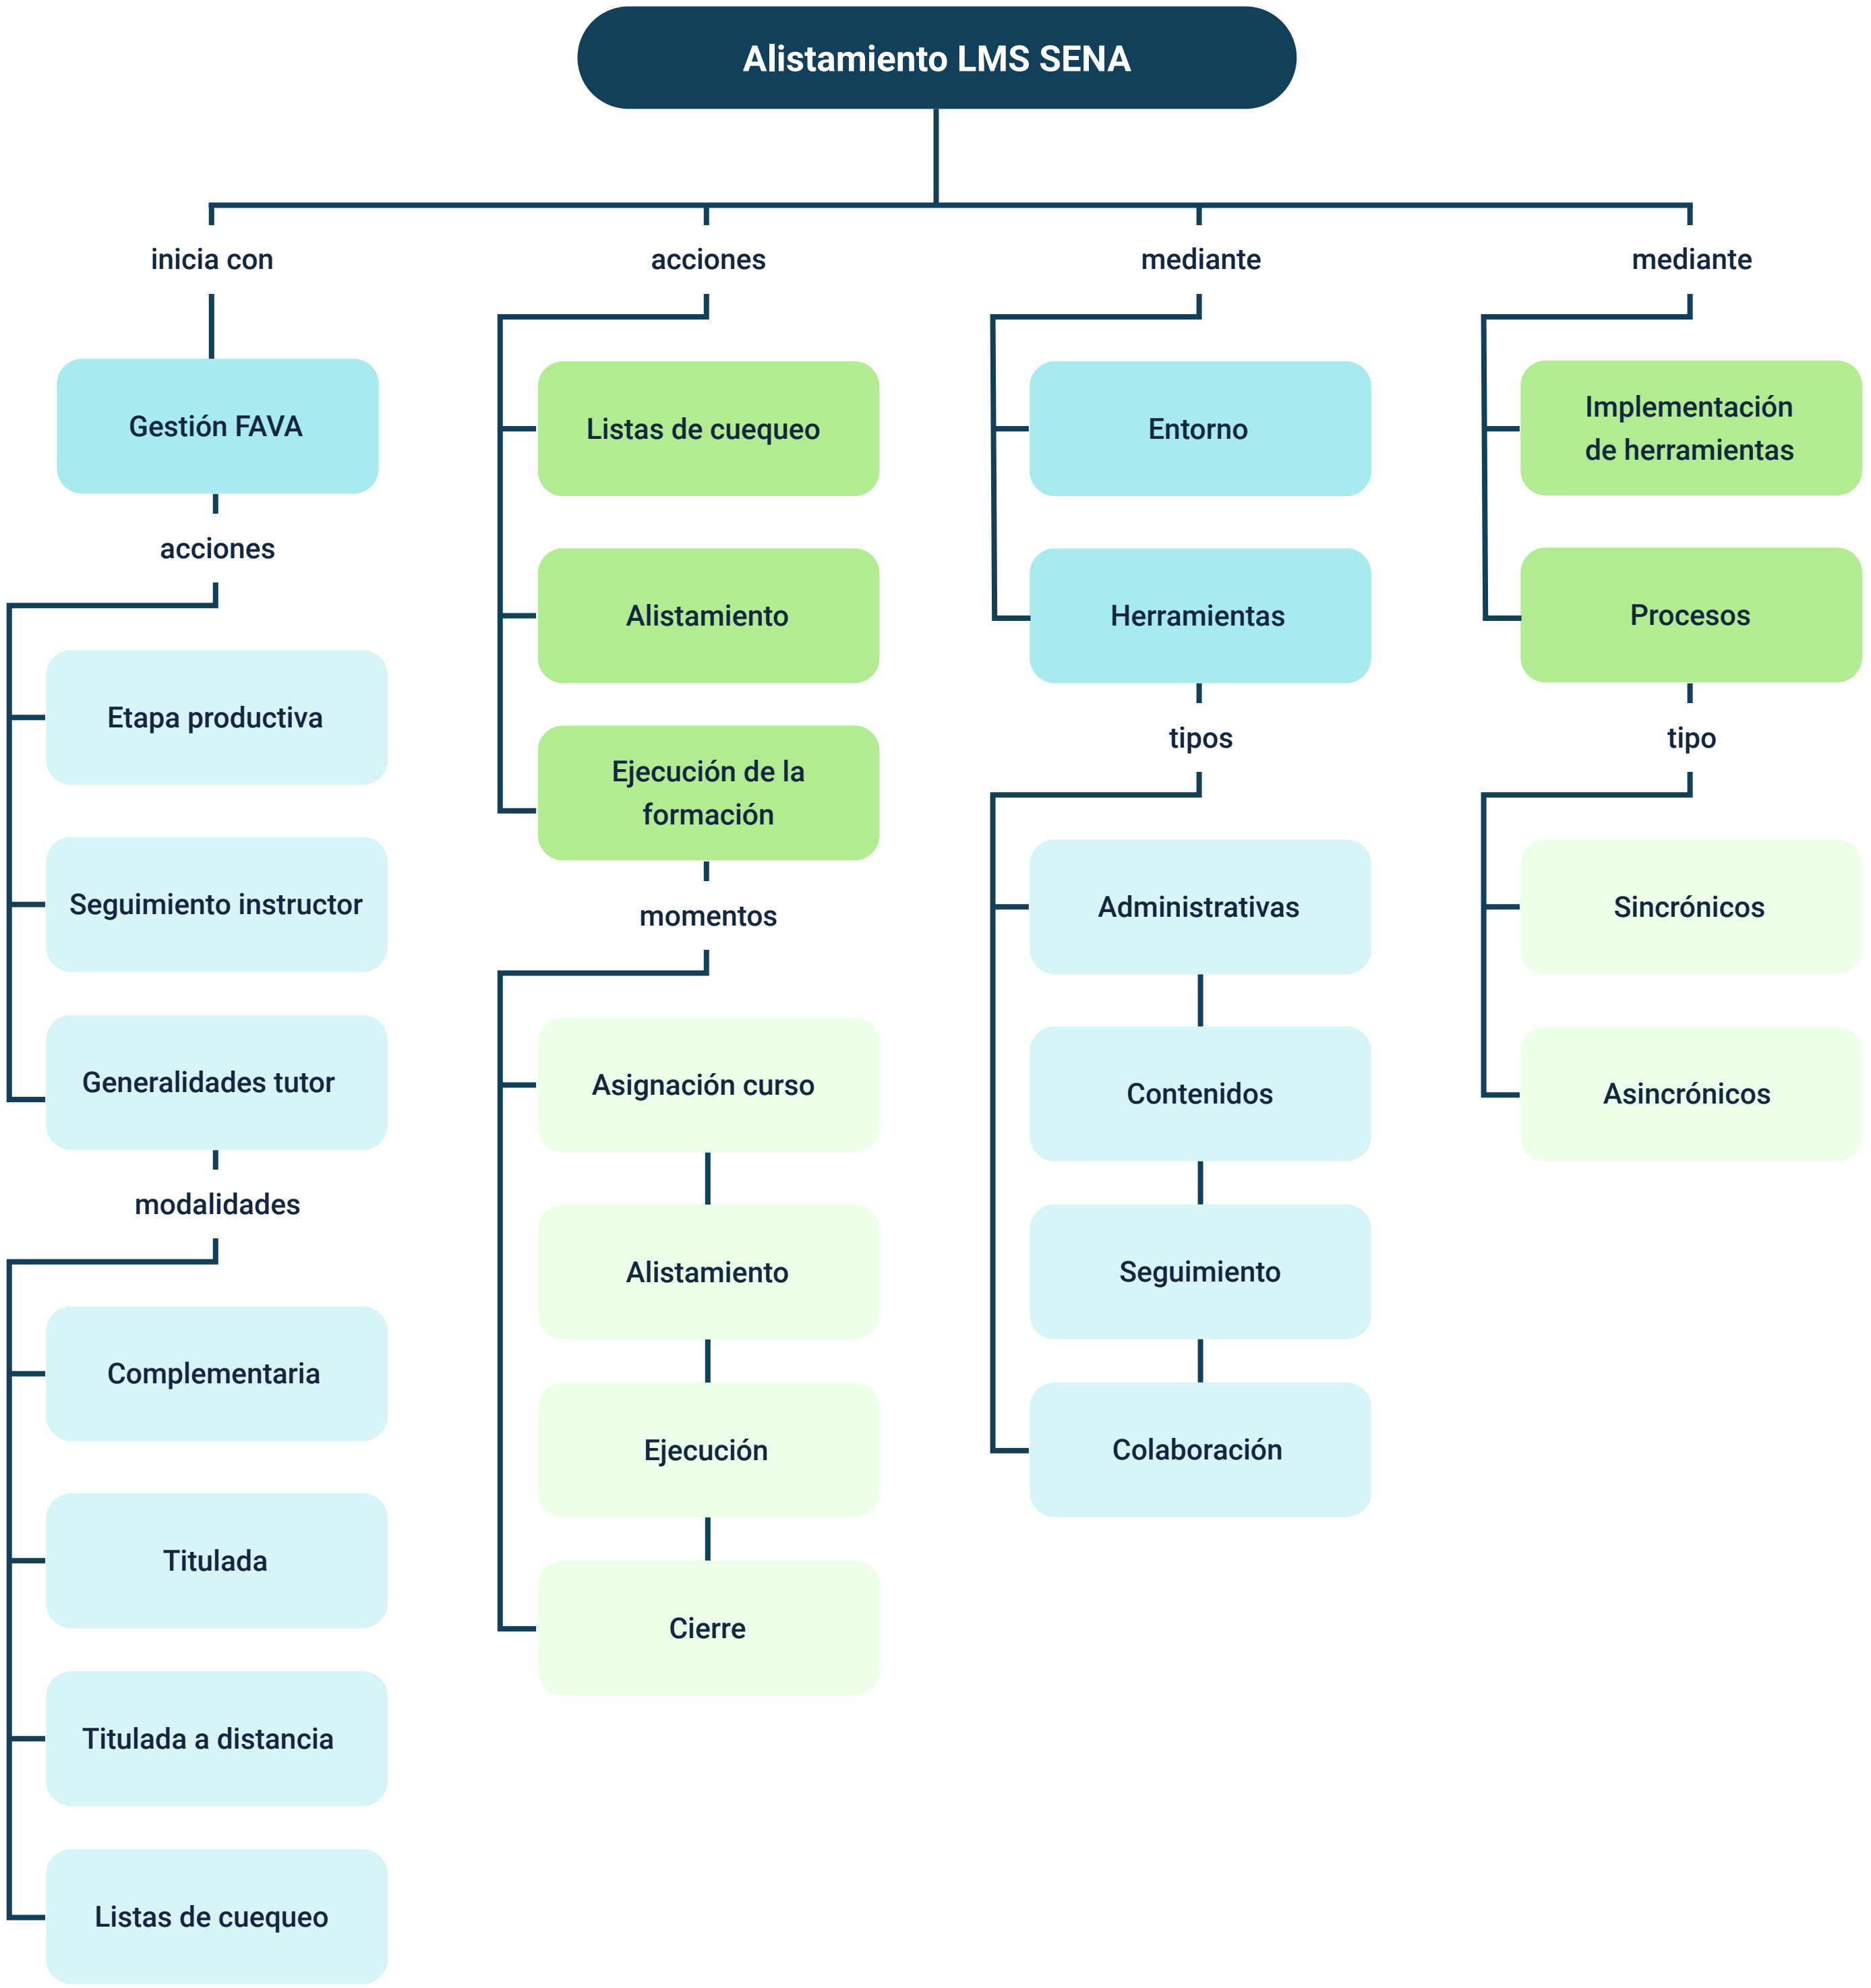 Alistamiento LMS SENA
inicia con
Gestión FAVA
acciones
Etapa productiva
Seguimiento instructor
Generalidades tutor
modalidades
Complementaria
Titulada
Titulada a distancia
Listas de cuequeo
acciones
Listas de cuequeo
Alistamiento
Ejecución de la
formación
momentos
Asignación curso
Alistamiento
Ejecución
Cierre
mediante
Entorno
Herramientas
tipos
Administrativas
Contenidos
Seguimiento
Colaboración
mediante
Implementación
de herramientas
Procesos
tipo
Sincrónicos
Asincrónicos